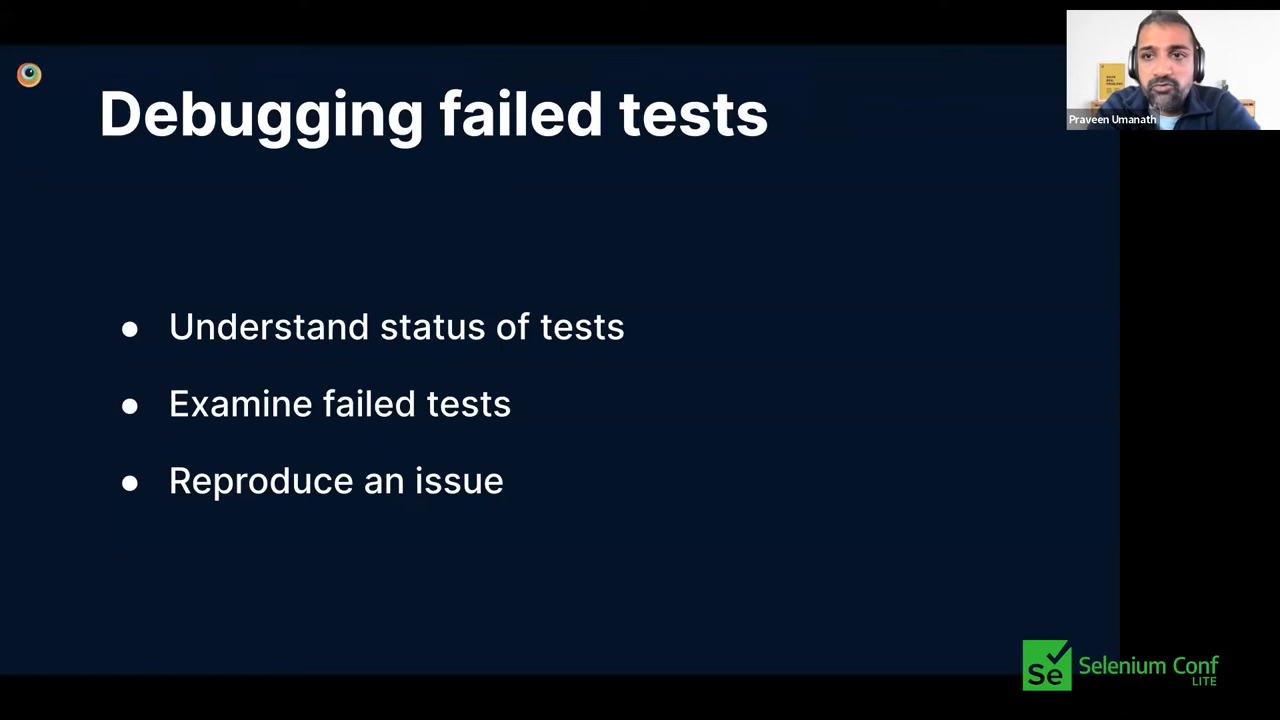 Debugging failed tests
Praveen Umanath
● Understand status of tests
● Examine failed tests
● Reproduce an issue
Se Selenium Conf
LITE